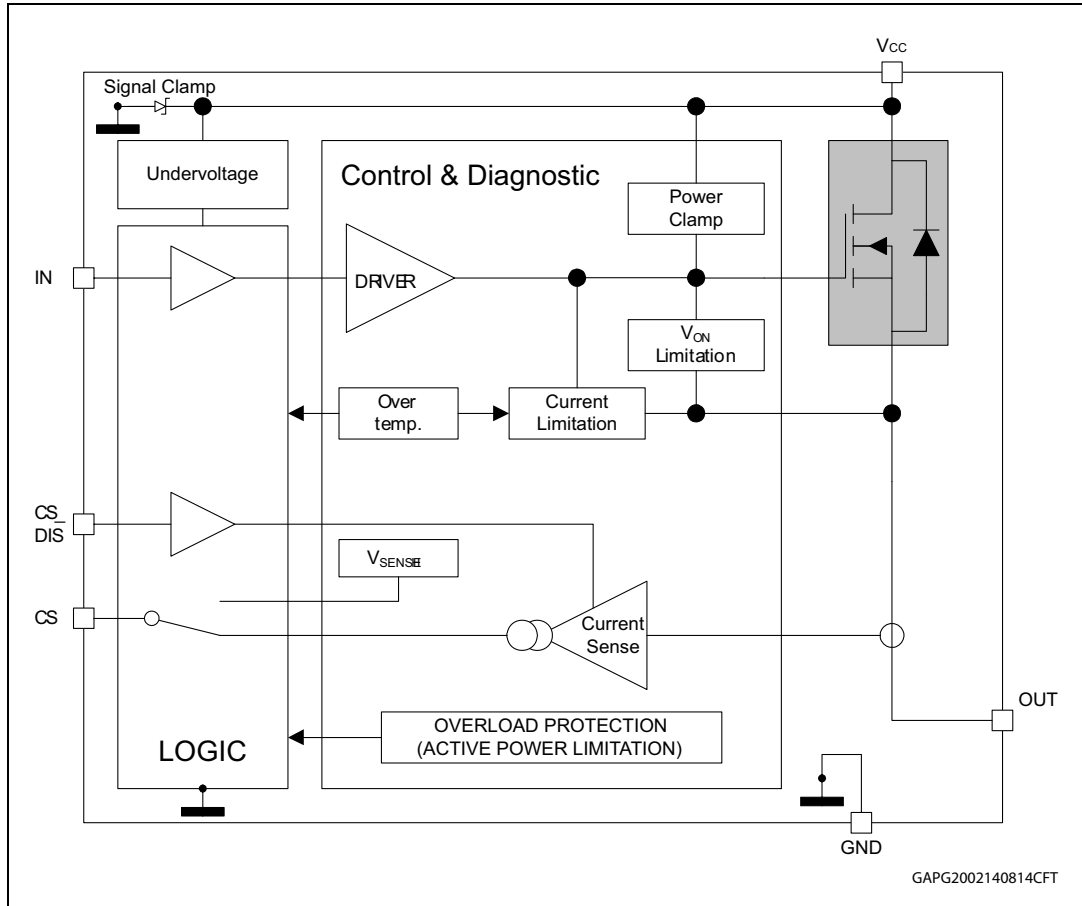 VCC
Signal Clamp
Undervoltage
Control & Diagnostic
Power
Clamp
IN
DRIVER
VON
Limitation
Over
temp.
Current
Limitation
CS_
DIS
VSENSE
CS
Current
Sense
OUT
OVERLOAD PROTECTION
(ACTIVE POWER LIMITATION)
LOGIC
GND
GAPG2002140814CFT